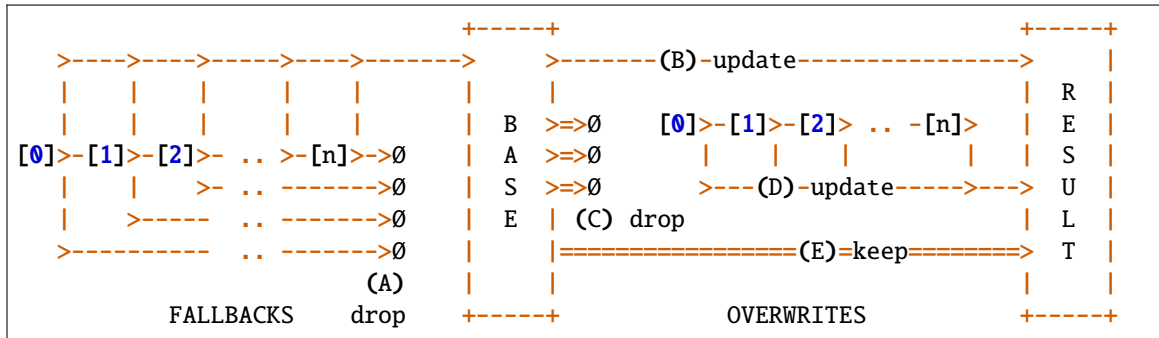 +-----+ +-----+
>---->---->----->----->-------> >-------(B)-update----------------> |
| | | | | | | | R |
| | | | | | B >=>Ø [0]>-[1]>-[2]> .. -[n]> | E |
[0]>-[1]>-[2]>- .. >-[n]>->Ø | A >=>Ø | | | | | S |
| | >- .. ------->Ø | S >=>Ø >---(D)-update----->---> U |
| >----- .. ------->Ø | E | (C) drop | L |
>---------- .. ------->Ø | |=================(E)=keep========> T |
(A) | | | |
FALLBACKS drop +-----+ OVERWRITES +-----+